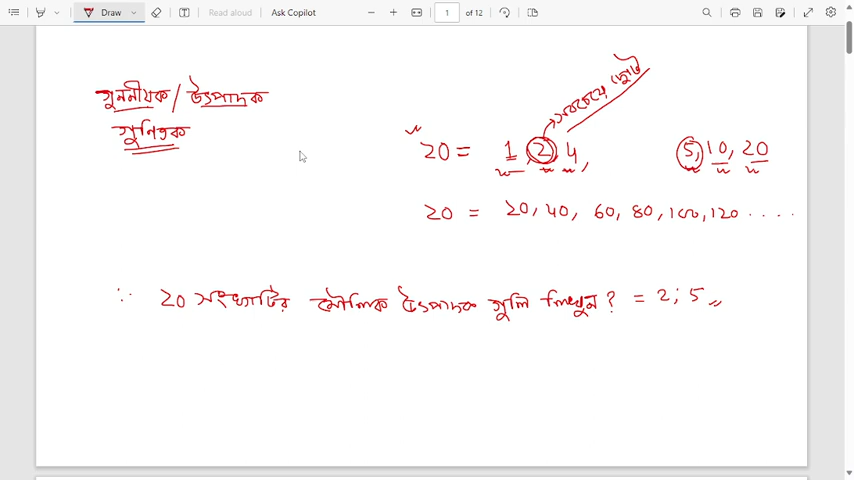 Draw
Read aloud
Ask Copilot
1 of 12
গুননীয়ক / উৎপাদক
গুনিতক
সবচেয়ে ছোট
20 = 1, 2, 4, 5, 10, 20
20 = 20, 40, 60, 80, 100, 120 .....
∵ 20 সংখ্যাটির মৌলিক উৎপাদক গুলি লিখুন? = 2; 5